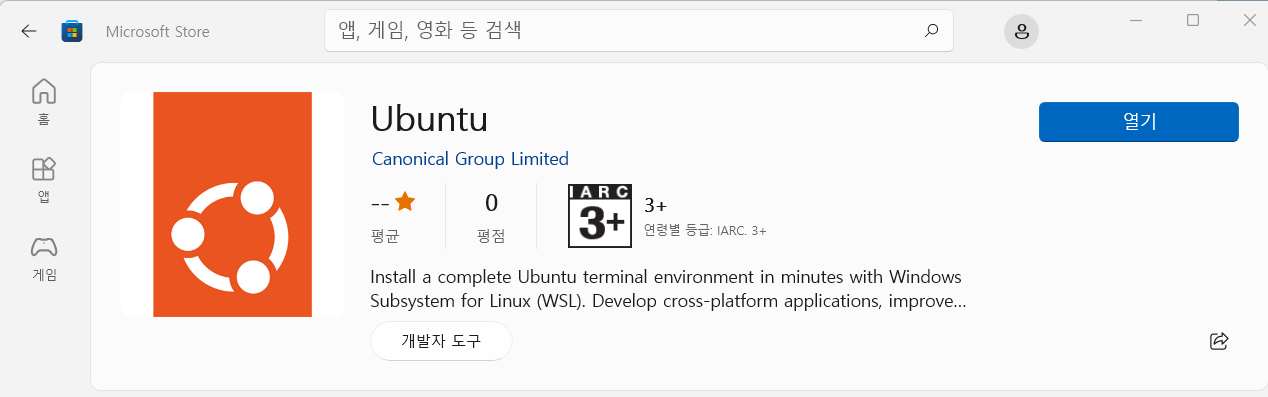 Microsoft Store
앱, 게임, 영화 등 검색
홈
앱
게임
Ubuntu
Canonical Group Limited
열기
--
평균
0
평점
IARC
3+
3+
연령별 등급: IARC. 3+
Install a complete Ubuntu terminal environment in minutes with Windows
Subsystem for Linux (WSL). Develop cross-platform applications, improve...
개발자 도구